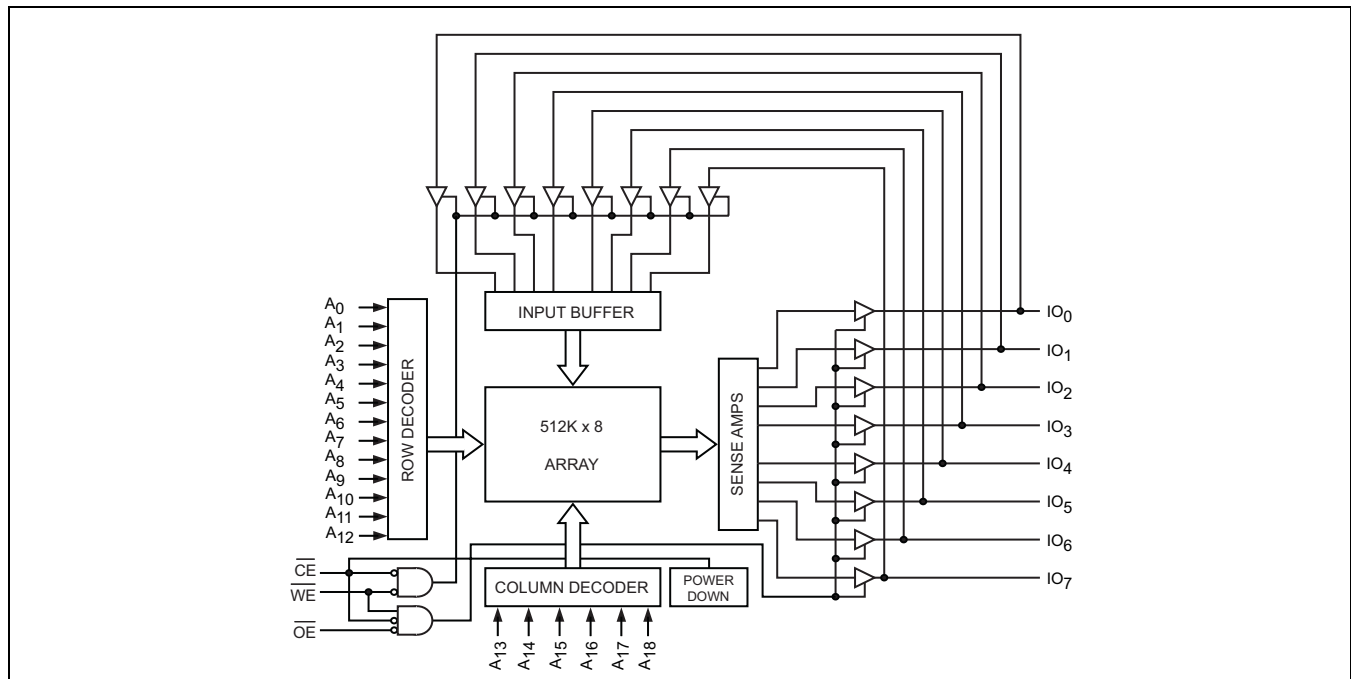 INPUT BUFFER
A0
A1
A2
A3
A4
A5
A6
A7
A8
A9
A10
A11
A12
ROW DECODER
512K x 8
ARRAY
SENSE AMPS
IO0
IO1
IO2
IO3
IO4
IO5
IO6
IO7
CE
WE
OE
COLUMN DECODER
POWER
DOWN
A13
A14
A15
A16
A17
A18